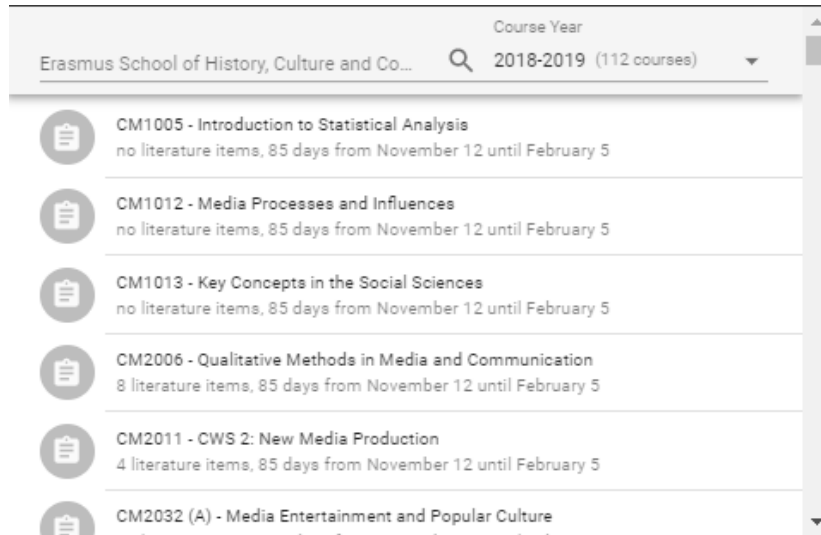 Course Year
Erasmus School of History, Culture and Co... 2018-2019 (112 courses)
CM1005 - Introduction to Statistical Analysis
no literature items, 85 days from November 12 until February 5
CM1012 - Media Processes and Influences
no literature items, 85 days from November 12 until February 5
CM1013 - Key Concepts in the Social Sciences
no literature items, 85 days from November 12 until February 5
CM2006 - Qualitative Methods in Media and Communication
8 literature items, 85 days from November 12 until February 5
CM2011 - CWS 2: New Media Production
4 literature items, 85 days from November 12 until February 5
CM2032 (A) - Media Entertainment and Popular Culture